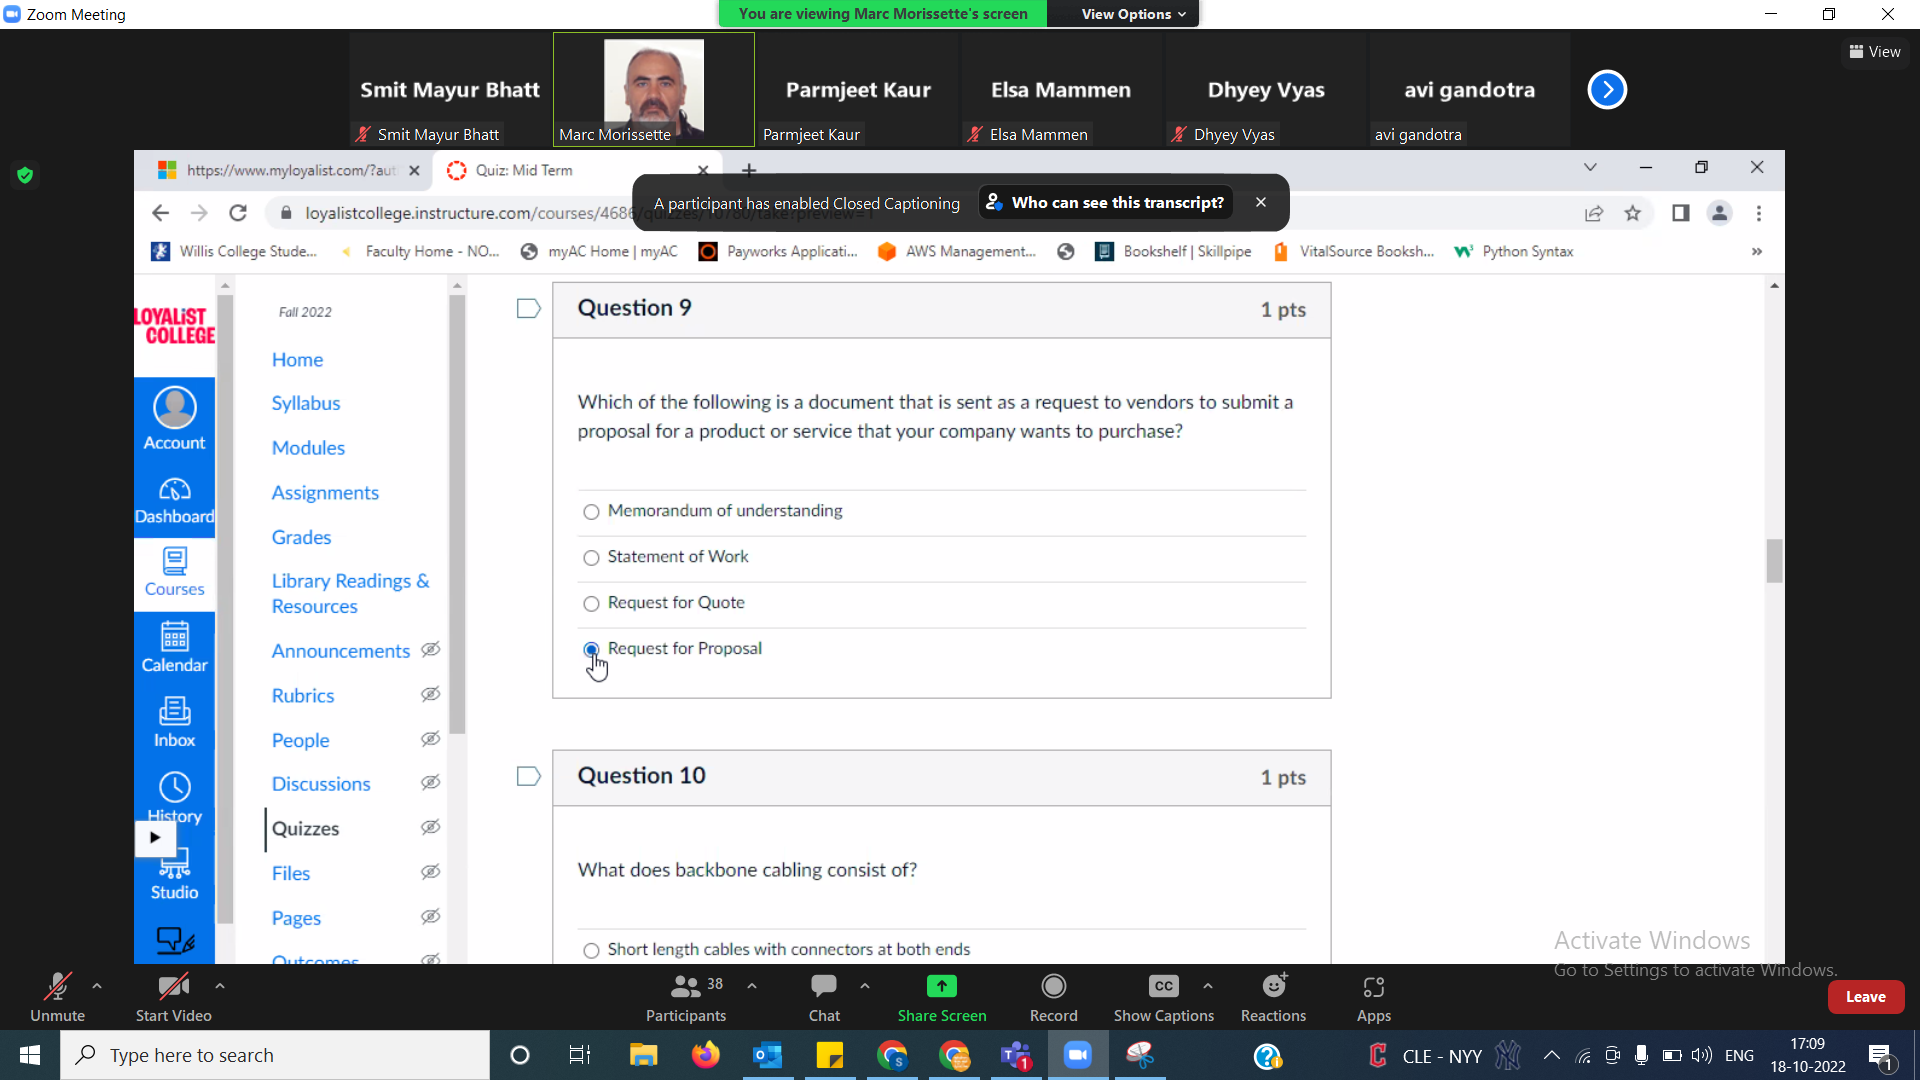 Zoom Meeting
You are viewing Marc Morissette's screen
View Options
View
Smit Mayur Bhatt
Parmjeet Kaur
Elsa Mammen
Dhyey Vyas
avi gandotra
Smit Mayur Bhatt
Marc Morissette
Parmjeet Kaur
Elsa Mammen
Dhyey Vyas
avi gandotra
https://www.myloyalist.com/?aut
Quiz: Mid Term
A participant has enabled Closed Captioning
Who can see this transcript?
loyalistcollege.instructure.com/courses/4686/quizzes/10780/take?preview=1
Willis College Stude...
Faculty Home - NO...
myAC Home | myAC
Payworks Applicati...
AWS Management...
Bookshelf | Skillpipe
VitalSource Booksh...
Python Syntax
LOYALIST
COLLEGE
Account
Dashboard
Courses
Calendar
Inbox
History
Studio
Fall 2022
Home
Syllabus
Modules
Assignments
Grades
Library Readings &
Resources
Announcements
Rubrics
People
Discussions
Quizzes
Files
Pages
Outcomes
Question 9
1 pts
Which of the following is a document that is sent as a request to vendors to submit a
proposal for a product or service that your company wants to purchase?
Memorandum of understanding
Statement of Work
Request for Quote
Request for Proposal
Question 10
1 pts
What does backbone cabling consist of?
Short length cables with connectors at both ends
Activate Windows
Go to Settings to activate Windows.
Unmute
Start Video
38
Participants
Chat
Share Screen
Record
CC
Show Captions
Reactions
Apps
Leave
Type here to search
CLE - NYY
ENG
17:09
18-10-2022
1